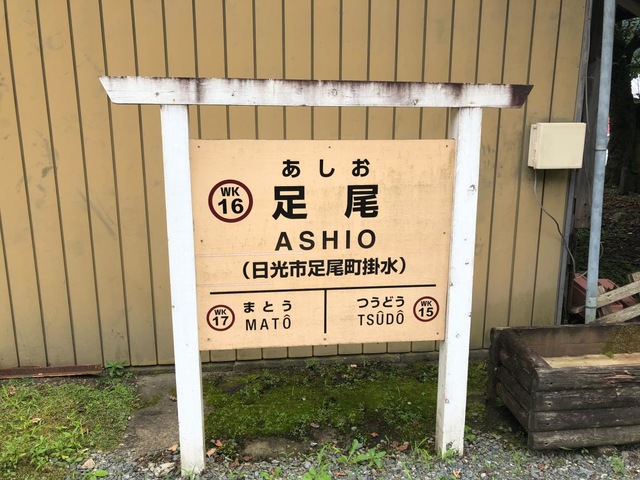 あしお
WK
16
足尾
ASHIO
(日光市足尾町掛水)
WK
17
まとう
MATÔ
つうどう
TSÛDÔ
WK
15